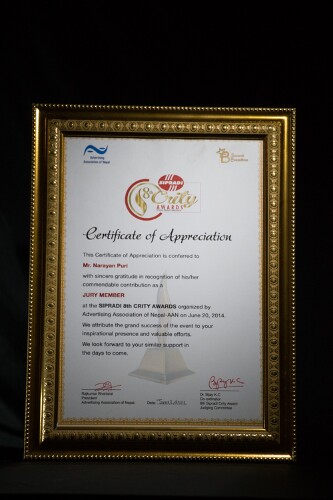 Advertising
Association of Nepal
SIPRADI
8th Crity
AWARDS
Certificate of Appreciation
This Certificate of Appreciation is conferred to
Mr. Narayan Puri
with sincere gratitude in recognition of his/her
commendable contribution as a
JURY MEMBER
at the SIPRADI 8th CRITY AWARDS organized by
Advertising Association of Nepal-AAN on June 20, 2014.
We attribute the grand success of the event to your
inspirational presence and valuable efforts.
We look forward to your similar support in
the days to come.
President
Advertising Association of Nepal
Date:
Co-ordinator
8th Sipradi Crity Award
Judging Committee